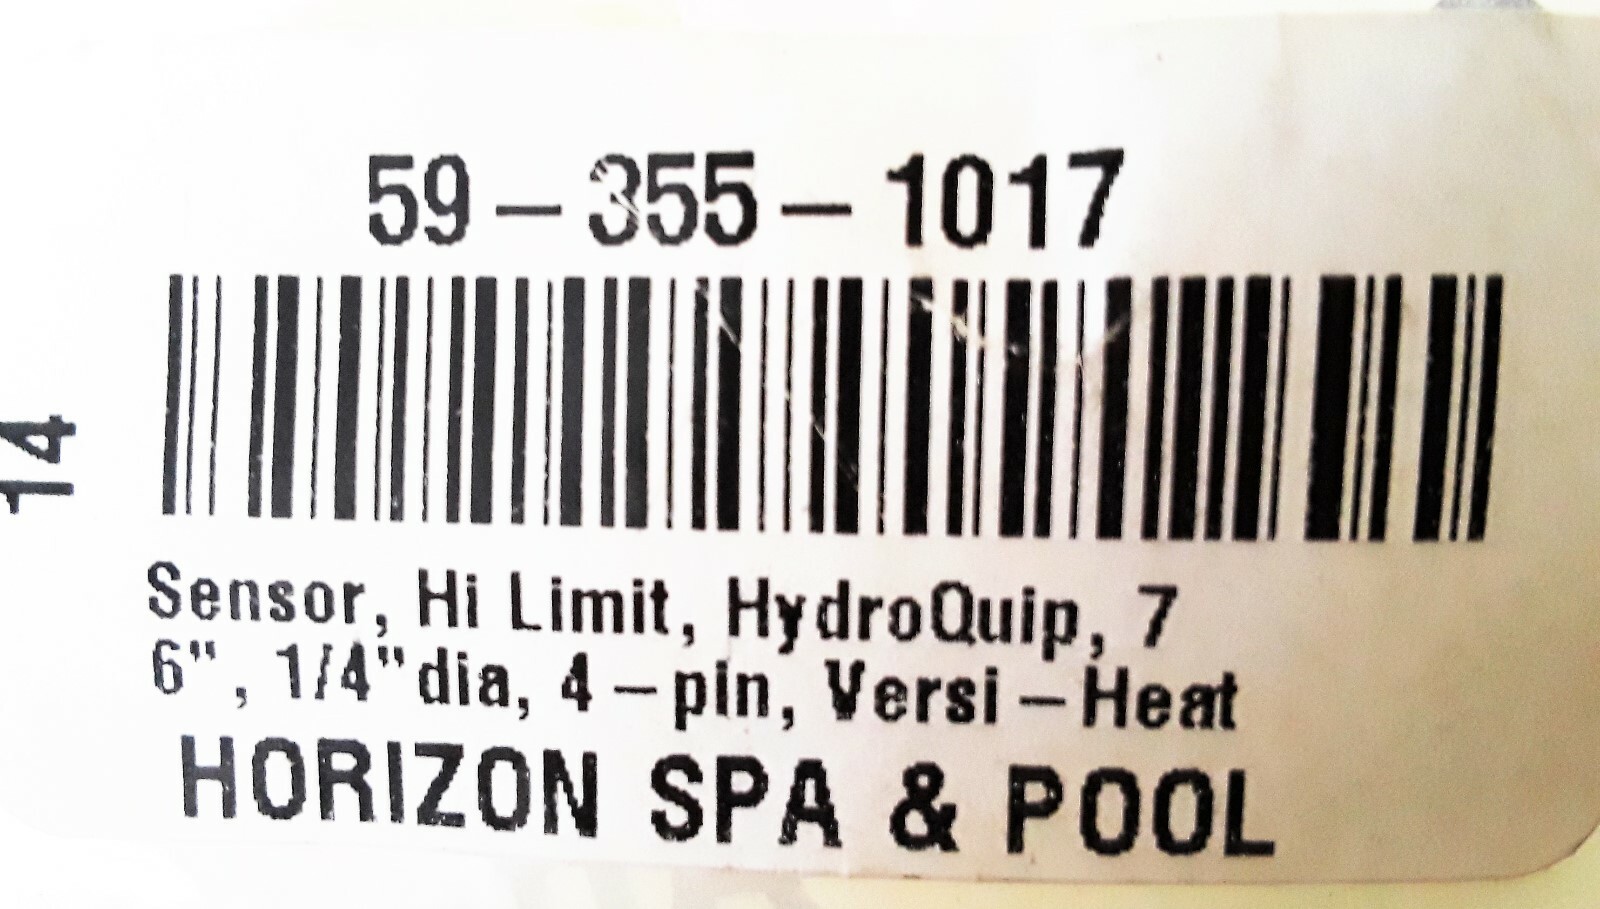 59-355-1017
14
Sensor, Hi Limit, HydroQuip, 7
6", 1/4"dia, 4-pin, Versi-Heat
HORIZON SPA & POOL